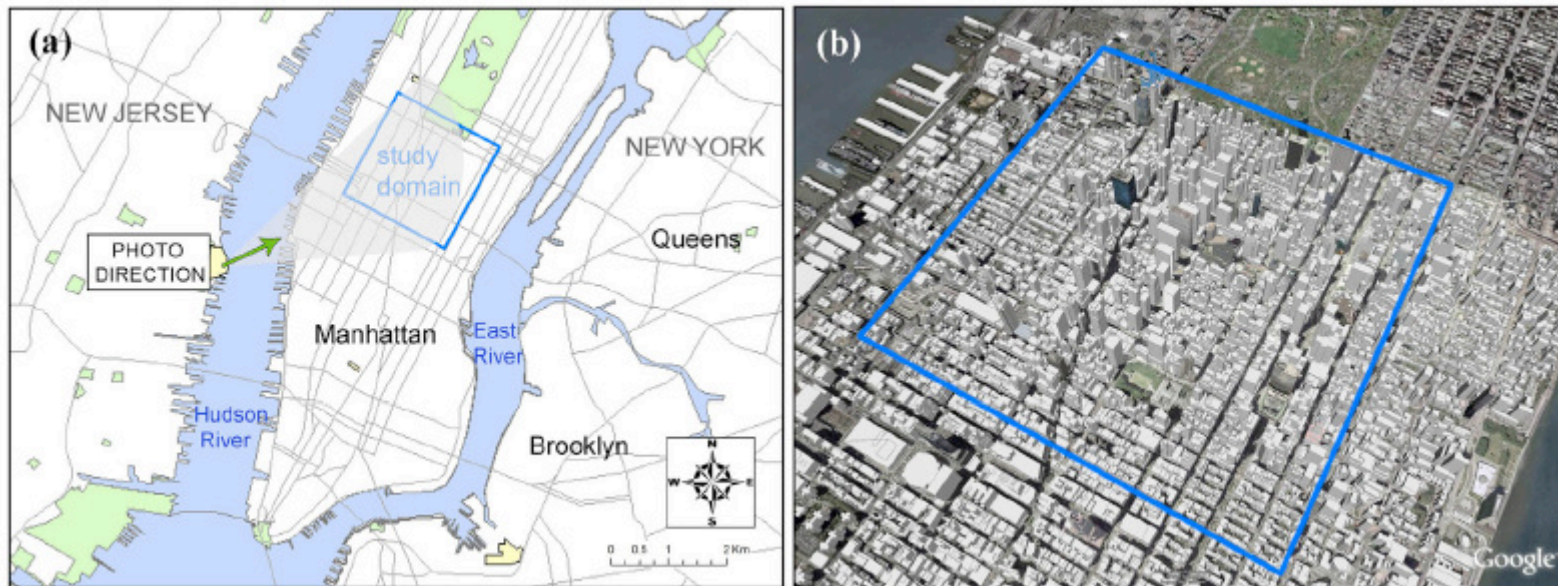 (a)
NEW JERSEY
study
domain
NEW YORK
PHOTO
DIRECTION
Queens
Manhattan
East
River
Hudson
River
Brooklyn
N
W
E
S
0 0.5 1 2 Km
(b)
Google